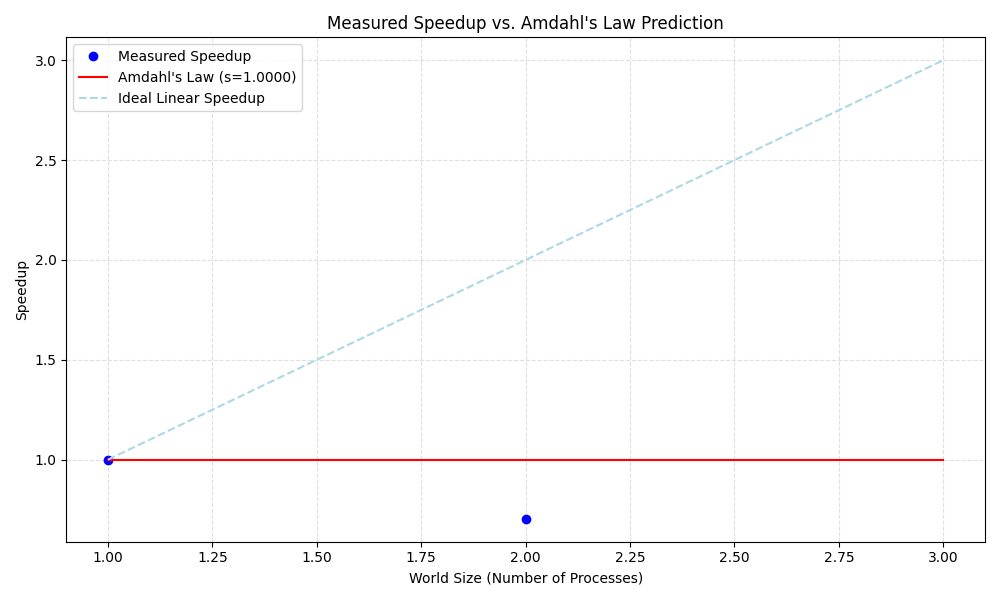 Measured Speedup vs. Amdahl's Law Prediction
Measured Speedup
Amdahl's Law (s=1.0000)
Ideal Linear Speedup
3.0
2.5
2.0
1.5
1.0
Speedup
1.00 1.25 1.50 1.75 2.00 2.25 2.50 2.75 3.00
World Size (Number of Processes)